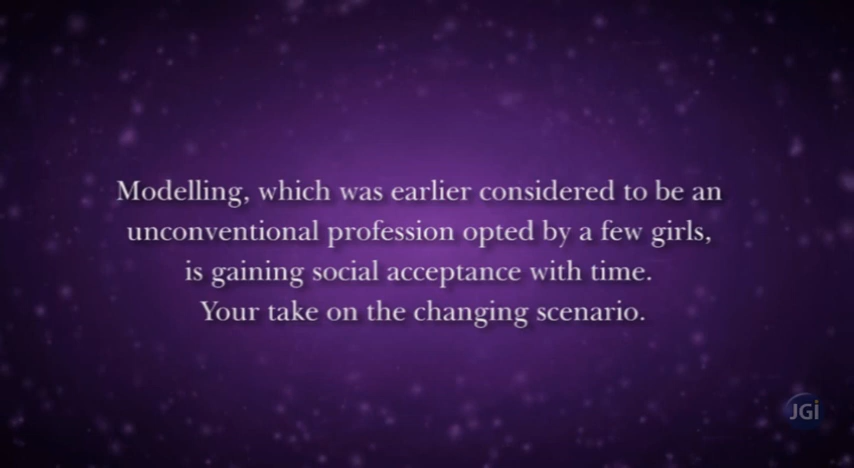 Modelling, which was earlier considered to be an
unconventional profession opted by a few girls,
is gaining social acceptance with time.
Your take on the changing scenario.
JGi